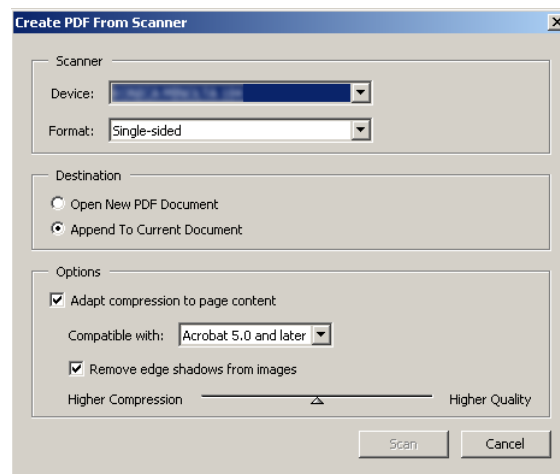 Create PDF From Scanner
Scanner
Device:
Format: Single-sided
Destination
Open New PDF Document
Append To Current Document
Options
Adapt compression to page content
Compatible with: Acrobat 5.0 and later
Remove edge shadows from images
Higher Compression Higher Quality
Scan Cancel